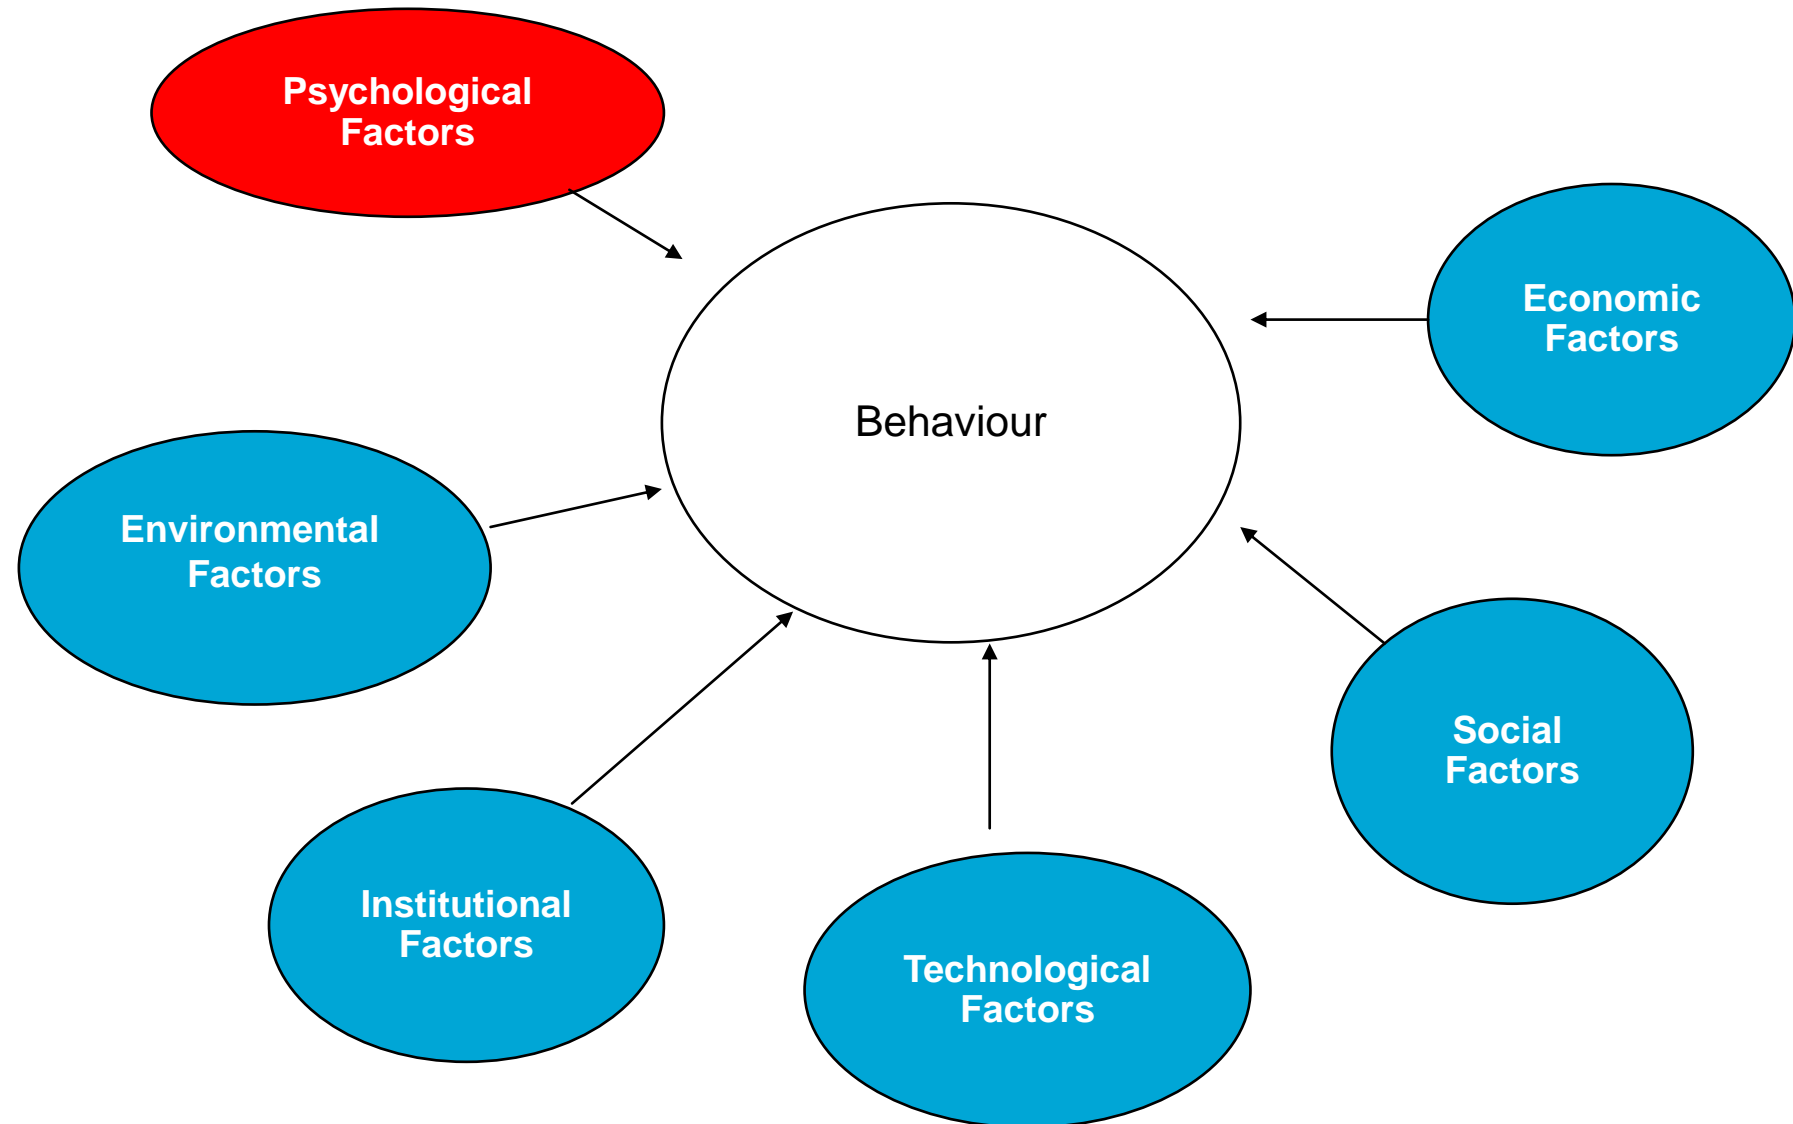 Psychological
Factors
Economic
Factors
Behaviour
Environmental
Factors
Social
Factors
Institutional
Factors
Technological
Factors